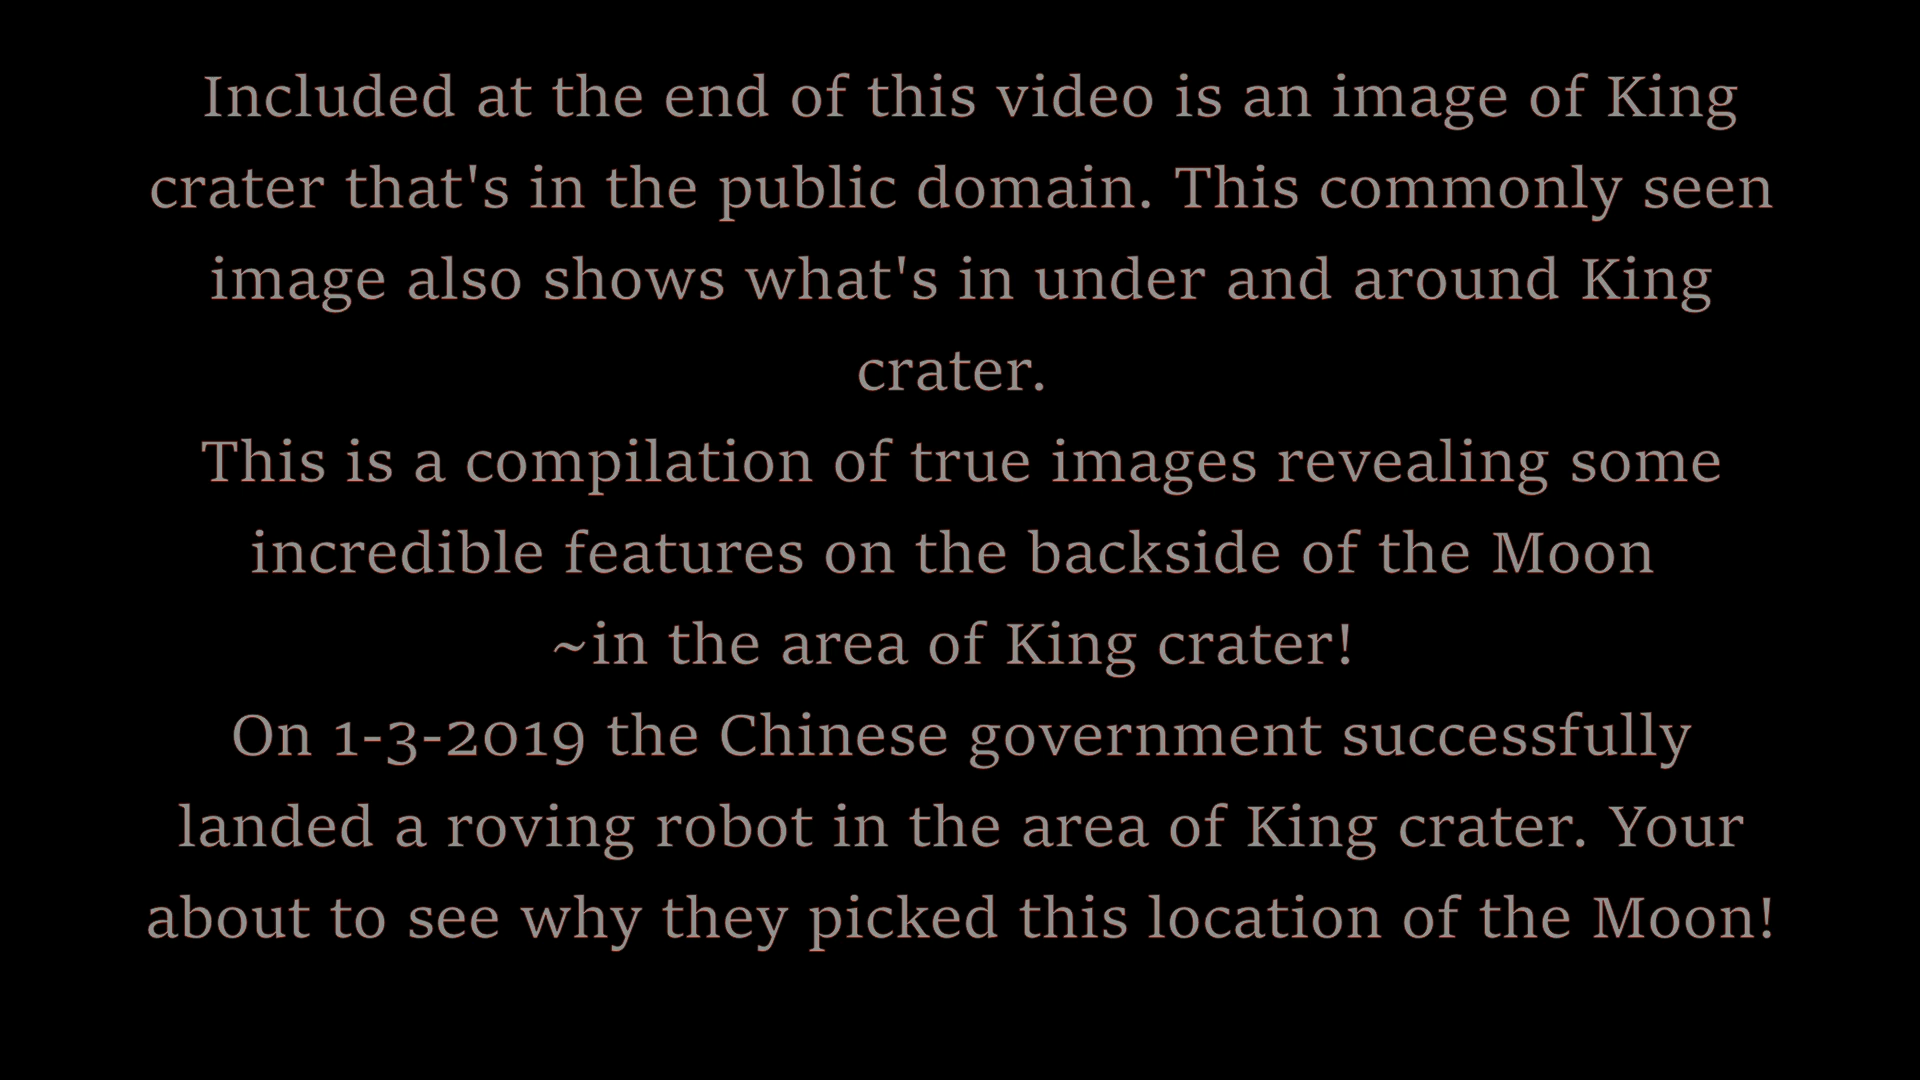 Included at the end of this video is an image of King
crater that's in the public domain. This commonly seen
image also shows what's in under and around King
crater.
This is a compilation of true images revealing some
incredible features on the backside of the Moon
~in the area of King crater!
On 1-3-2019 the Chinese government successfully
landed a roving robot in the area of King crater. Your
about to see why they picked this location of the Moon!